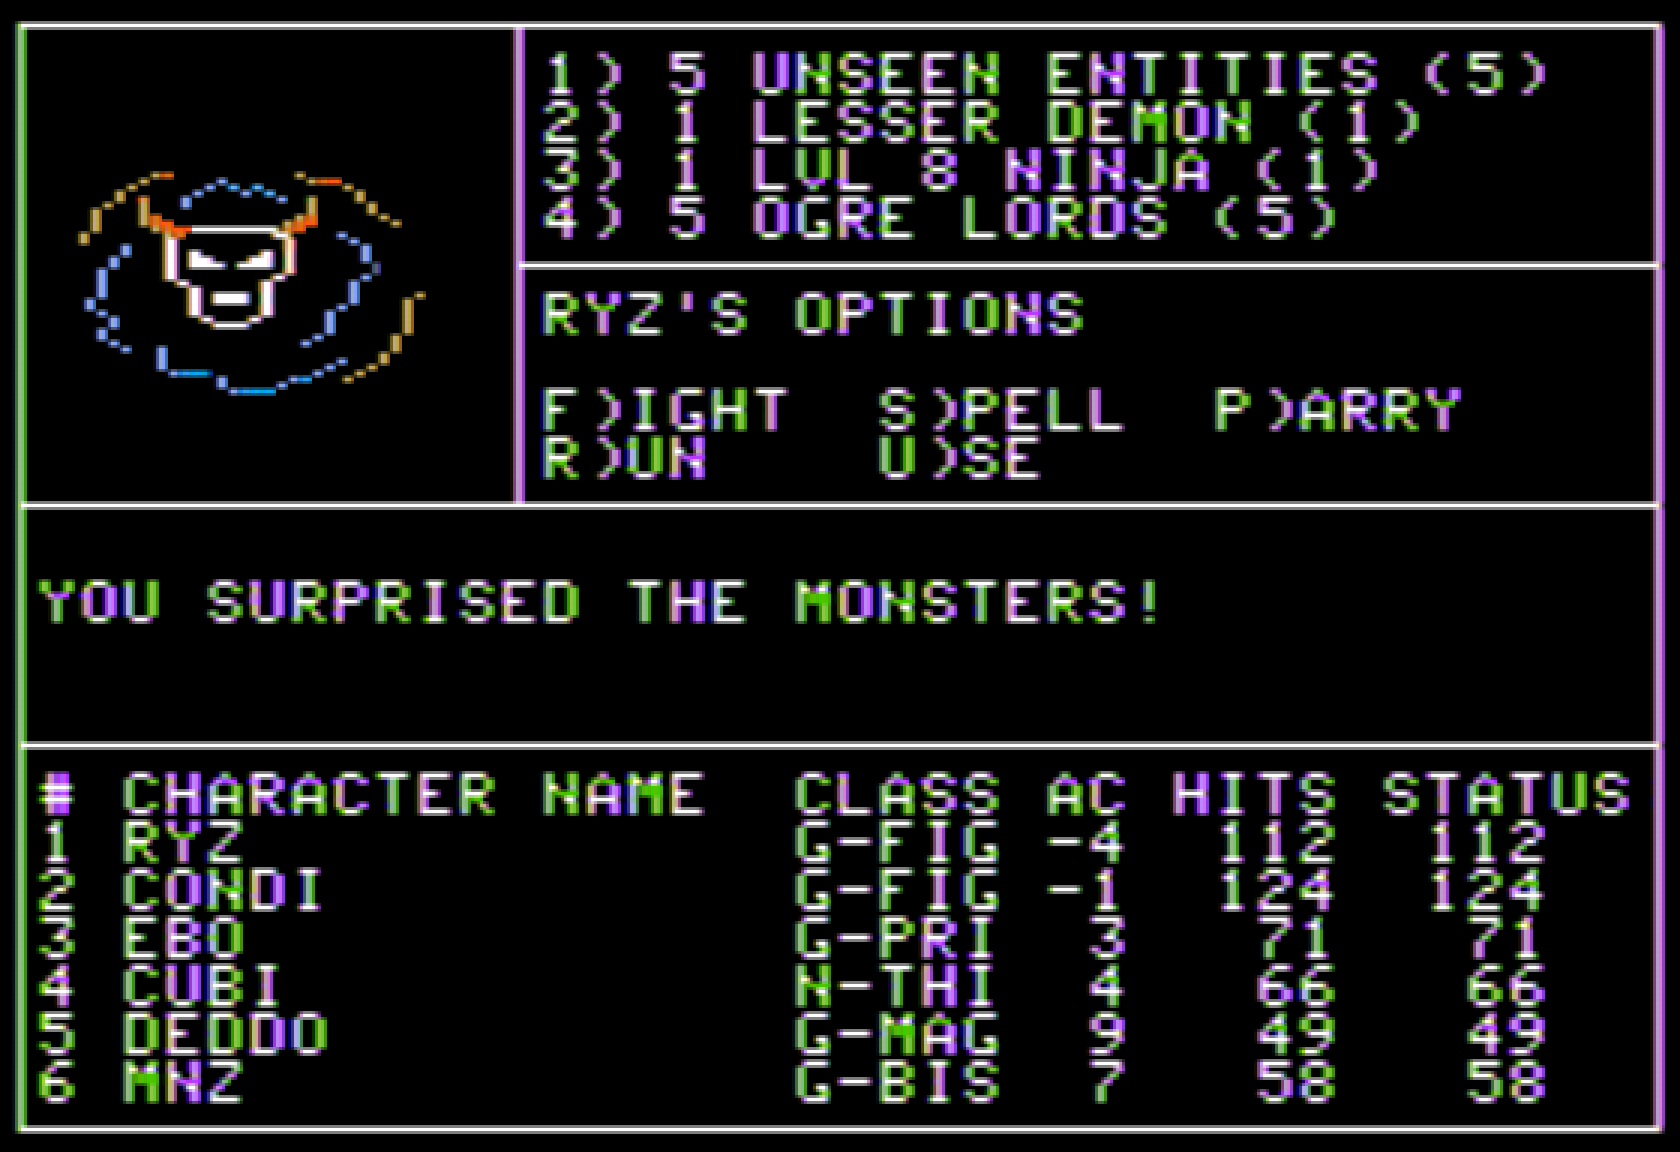 1) 5 UNSEEN ENTITIES (5)
2) 1 LESSER DEMON (1)
3) 1 LVL 8 NINJA (1)
4) 5 OGRE LORDS (5)
RYZ'S OPTIONS
F)IGHT S)PELL P)ARRY
R)UN U)SE
YOU SURPRISED THE MONSTERS!
# CHARACTER NAME CLASS AC HITS STATUS
1 RYZ G-FIG -4 112 112
2 CONDI G-FIG -1 124 124
3 EBO G-PRI 3 71 71
4 CUBI N-THI 4 66 66
5 DEDDO G-MAG 9 49 49
6 MNZ G-BIS 7 58 58